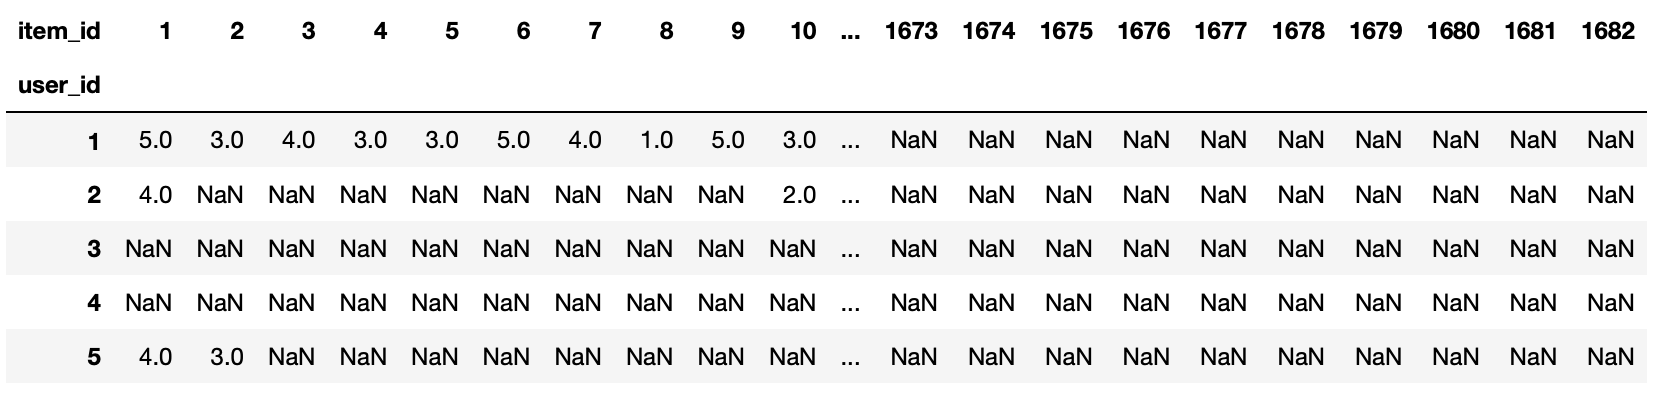 item_id 1 2 3 4 5 6 7 8 9 10 ... 1673 1674 1675 1676 1677 1678 1679 1680 1681 1682
user_id
1 5.0 3.0 4.0 3.0 3.0 5.0 4.0 1.0 5.0 3.0 ... NaN NaN NaN NaN NaN NaN NaN NaN NaN NaN
2 4.0 NaN NaN NaN NaN NaN NaN NaN NaN 2.0 ... NaN NaN NaN NaN NaN NaN NaN NaN NaN NaN
3 NaN NaN NaN NaN NaN NaN NaN NaN NaN NaN ... NaN NaN NaN NaN NaN NaN NaN NaN NaN NaN
4 NaN NaN NaN NaN NaN NaN NaN NaN NaN NaN ... NaN NaN NaN NaN NaN NaN NaN NaN NaN NaN
5 4.0 3.0 NaN NaN NaN NaN NaN NaN NaN NaN ... NaN NaN NaN NaN NaN NaN NaN NaN NaN NaN